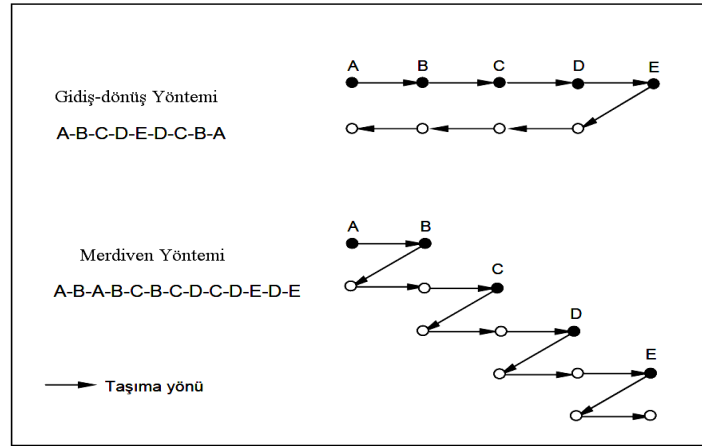 A B C D E
Gidiş-dönüş Yöntemi
A-B-C-D-E-D-C-B-A
A B
Merdiven Yöntemi
C
A-B-A-B-C-B-C-D-C-D-E-D-E
D
E
Taşıma yönü